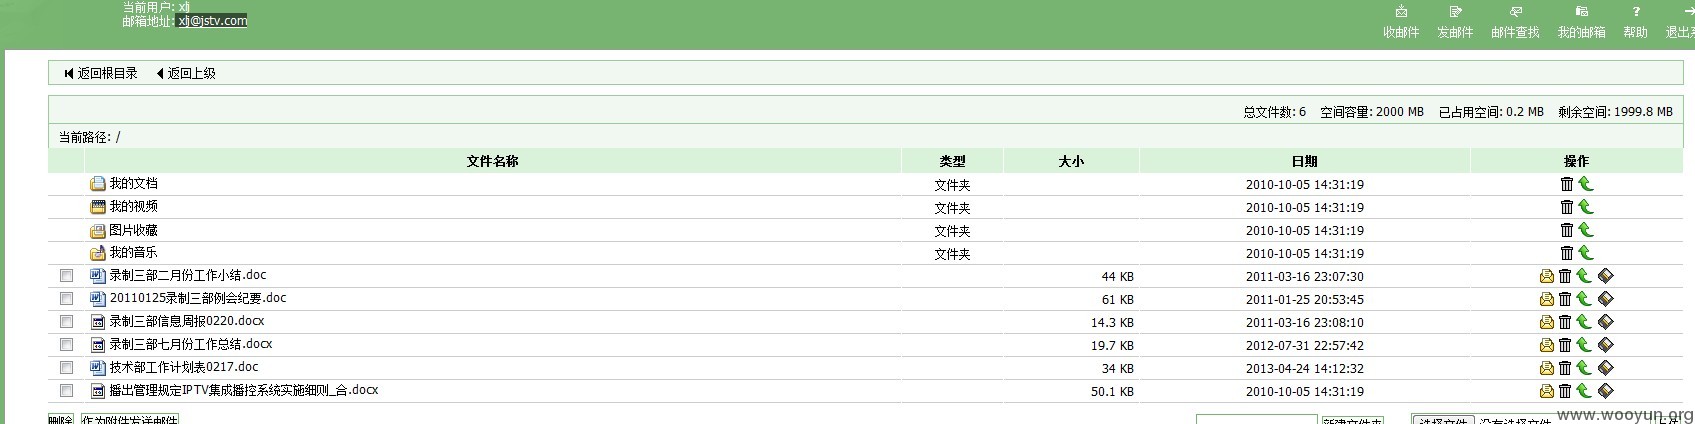 当前用户: xlj
邮箱地址: xlj@jstv.com
收邮件 发邮件 邮件查找 我的邮箱 帮助 退出系
返回根目录 返回上级
总文件数: 6 空间容量: 2000 MB 已占用空间: 0.2 MB 剩余空间: 1999.8 MB
当前路径: /
文件名称 类型 大小 日期 操作
我的文档 文件夹 2010-10-05 14:31:19
我的视频 文件夹 2010-10-05 14:31:19
图片收藏 文件夹 2010-10-05 14:31:19
我的音乐 文件夹 2010-10-05 14:31:19
录制三部二月份工作小结.doc 44 KB 2011-03-16 23:07:30
20110125录制三部例会纪要.doc 61 KB 2011-01-25 20:53:45
录制三部信息周报0220.docx 14.3 KB 2011-03-16 23:08:10
录制三部七月份工作总结.docx 19.7 KB 2012-07-31 22:57:42
技术部工作计划表0217.doc 34 KB 2013-04-24 14:12:32
播出管理规定IPTV集成播控系统实施细则_合.docx 50.1 KB 2010-10-05 14:31:19
删除 作为附件发送邮件 新建文件夹 选择文件 没有选择文件 上传
www.wooyun.org